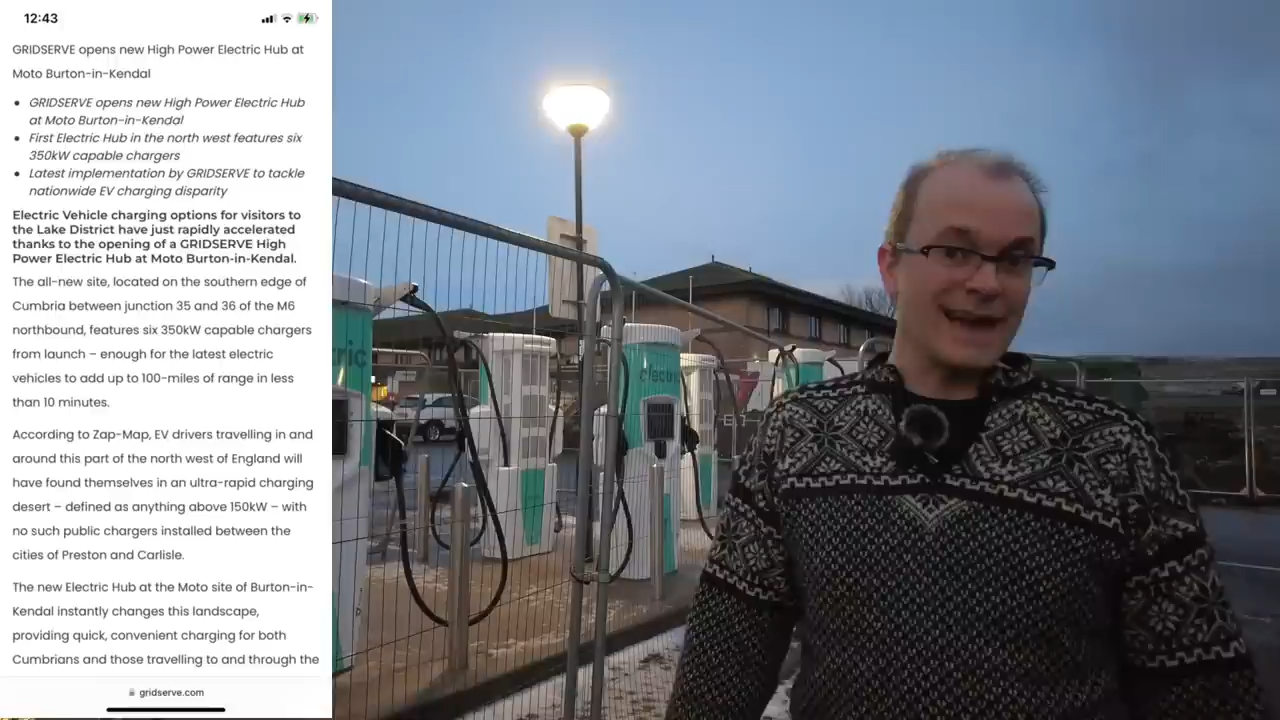 12:43
GRIDSERVE opens new High Power Electric Hub at
Moto Burton-in-Kendal
• GRIDSERVE opens new High Power Electric Hub
at Moto Burton-in-Kendal
• First Electric Hub in the north west features six
350kW capable chargers
• Latest implementation by GRIDSERVE to tackle
nationwide EV charging disparity
Electric Vehicle charging options for visitors to
the Lake District have just rapidly accelerated
thanks to the opening of a GRIDSERVE High
Power Electric Hub at Moto Burton-in-Kendal.
The all-new site, located on the southern edge of
Cumbria between junction 35 and 36 of the M6
northbound, features six 350kW capable chargers
from launch – enough for the latest electric
vehicles to add up to 100-miles of range in less
than 10 minutes.
According to Zap-Map, EV drivers travelling in and
around this part of the north west of England will
have found themselves in an ultra-rapid charging
desert – defined as anything above 150kW – with
no such public chargers installed between the
cities of Preston and Carlisle.
The new Electric Hub at the Moto site of Burton-in-
Kendal instantly changes this landscape,
providing quick, convenient charging for both
Cumbrians and those travelling to and through the
gridserve.com
tric
electric